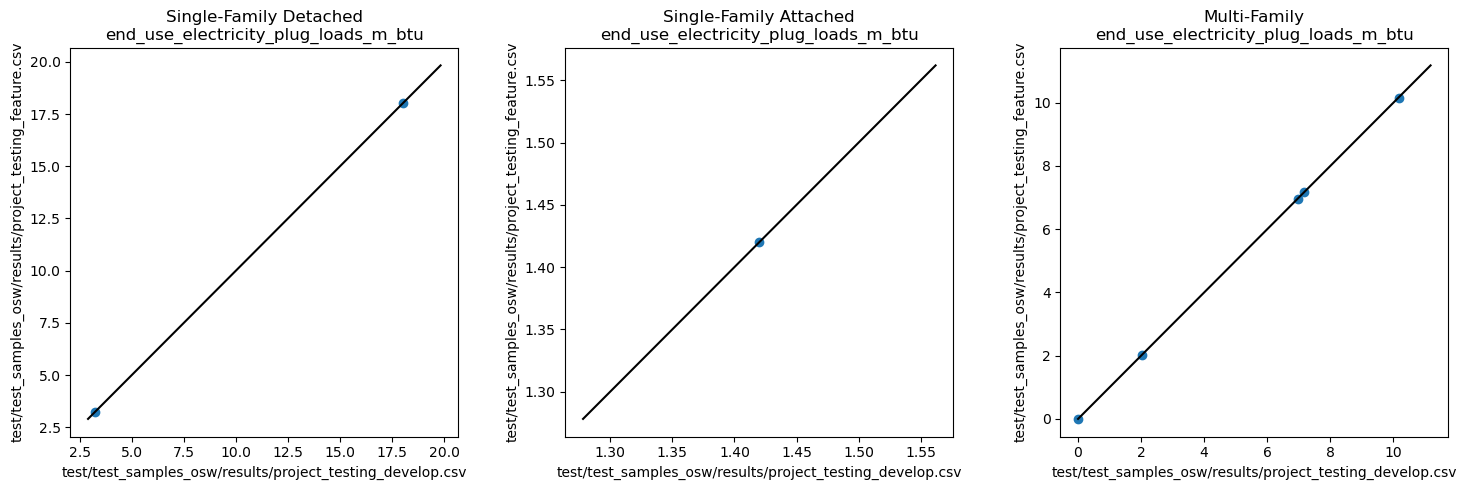 Single-Family Detached
end_use_electricity_plug_loads_m_btu
test/test_samples_osw/results/project_testing_feature.csv
20.0
17.5
15.0
12.5
10.0
7.5
5.0
2.5
2.5 5.0 7.5 10.0 12.5 15.0 17.5 20.0
test/test_samples_osw/results/project_testing_develop.csv
Single-Family Attached
end_use_electricity_plug_loads_m_btu
test/test_samples_osw/results/project_testing_feature.csv
1.55
1.50
1.45
1.40
1.35
1.30
1.30 1.35 1.40 1.45 1.50 1.55
test/test_samples_osw/results/project_testing_develop.csv
Multi-Family
end_use_electricity_plug_loads_m_btu
test/test_samples_osw/results/project_testing_feature.csv
10
8
6
4
2
0
0 2 4 6 8 10
test/test_samples_osw/results/project_testing_develop.csv